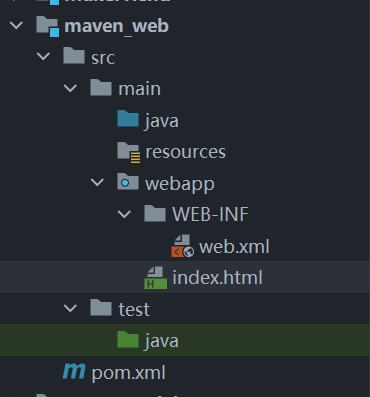 maven_web
src
main
java
resources
webapp
WEB-INF
web.xml
index.html
test
java
pom.xml